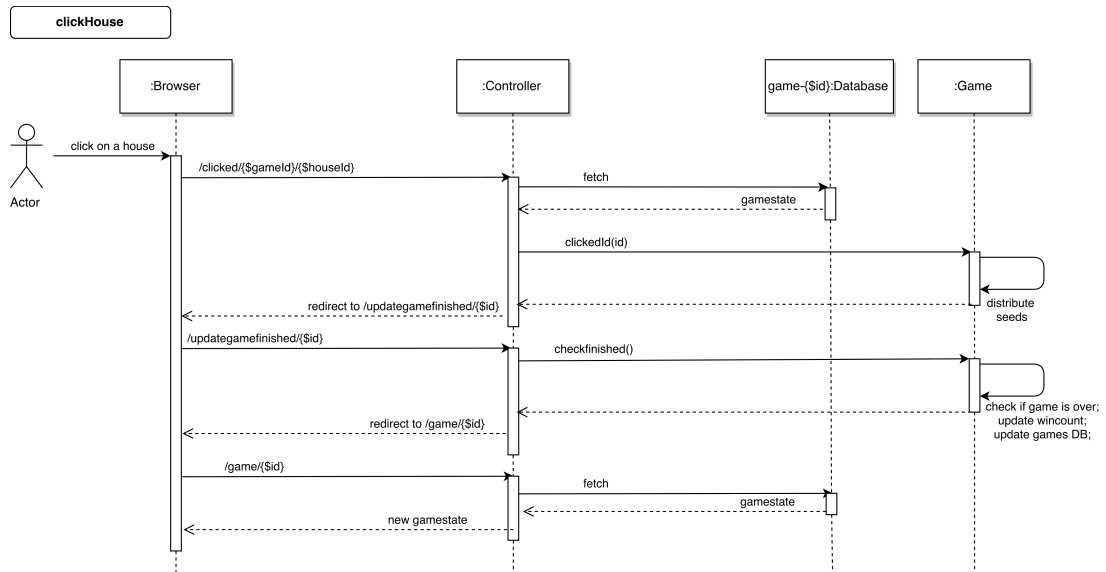 clickHouse
:Browser
:Controller
game-{$id}:Database
:Game
click on a house
Actor
/clicked/{$gameId}/{$houseId}
fetch
gamestate
clickedId(id)
distribute
seeds
redirect to /updategamefinished/{$id}
/updategamefinished/{$id}
checkfinished()
check if game is over;
update wincount;
update games DB;
redirect to /game/{$id}
/game/{$id}
fetch
gamestate
new gamestate